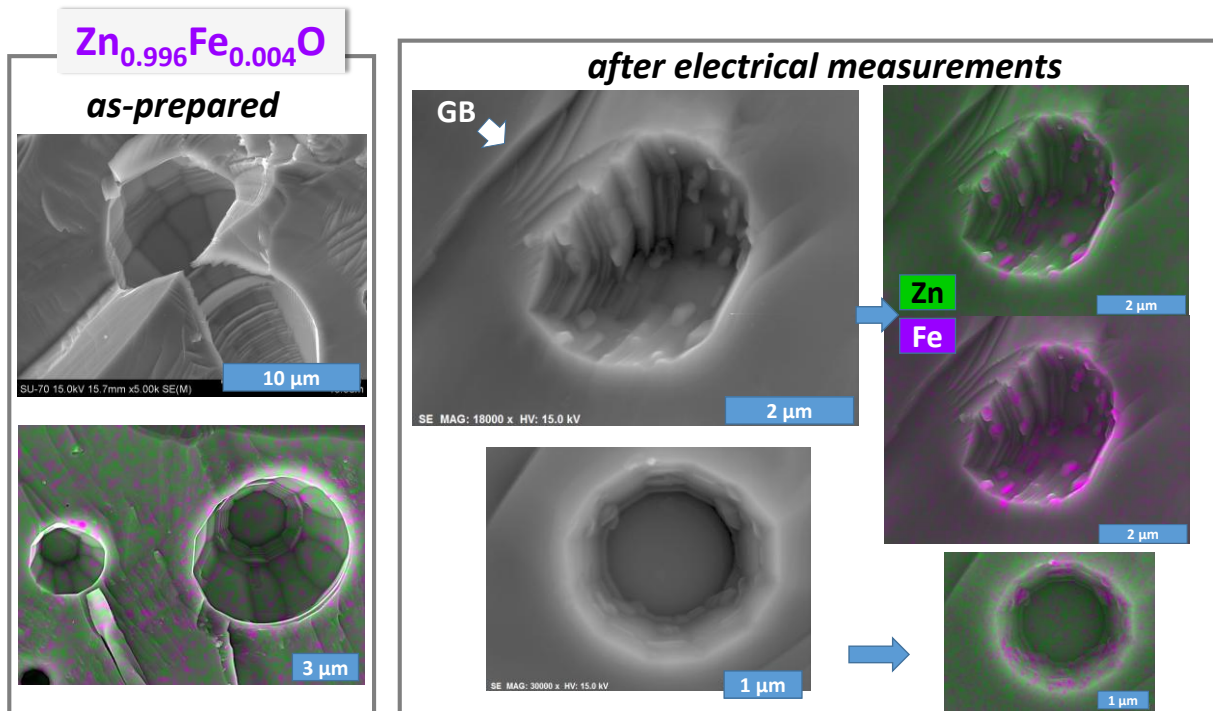 Zn0.996Fe0.004O
as-prepared
10 μm
SU-70 15.0kV 15.7mm x5.00k SE(M)
3 μm
after electrical measurements
GB
2 μm
SE MAG: 18000 x HV: 15.0 kV
2 μm
Zn
Fe
2 μm
1 μm
SE MAG: 30000 x HV: 15.0 kV
1 μm